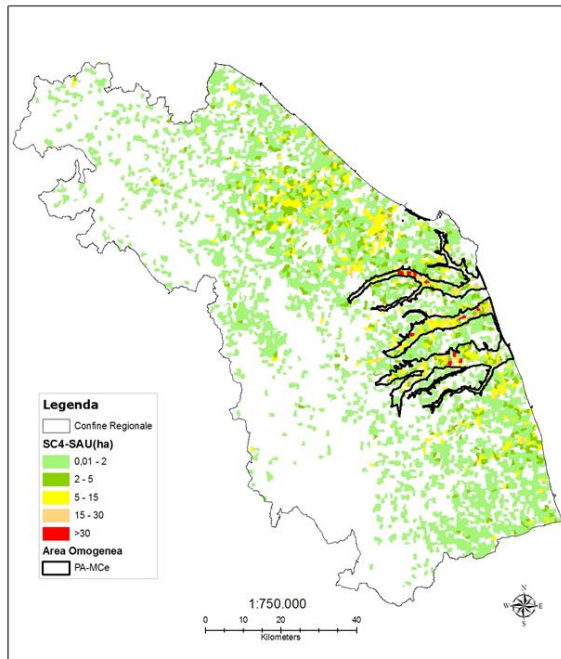 Legenda
Confine Regionale
SC4-SAU(ha)
0,01 - 2
2 - 5
5 - 15
15 - 30
>30
Area Omogenea
PA-MCe
1:750.000
0 10 20 40
Kilometers
N
W E
S